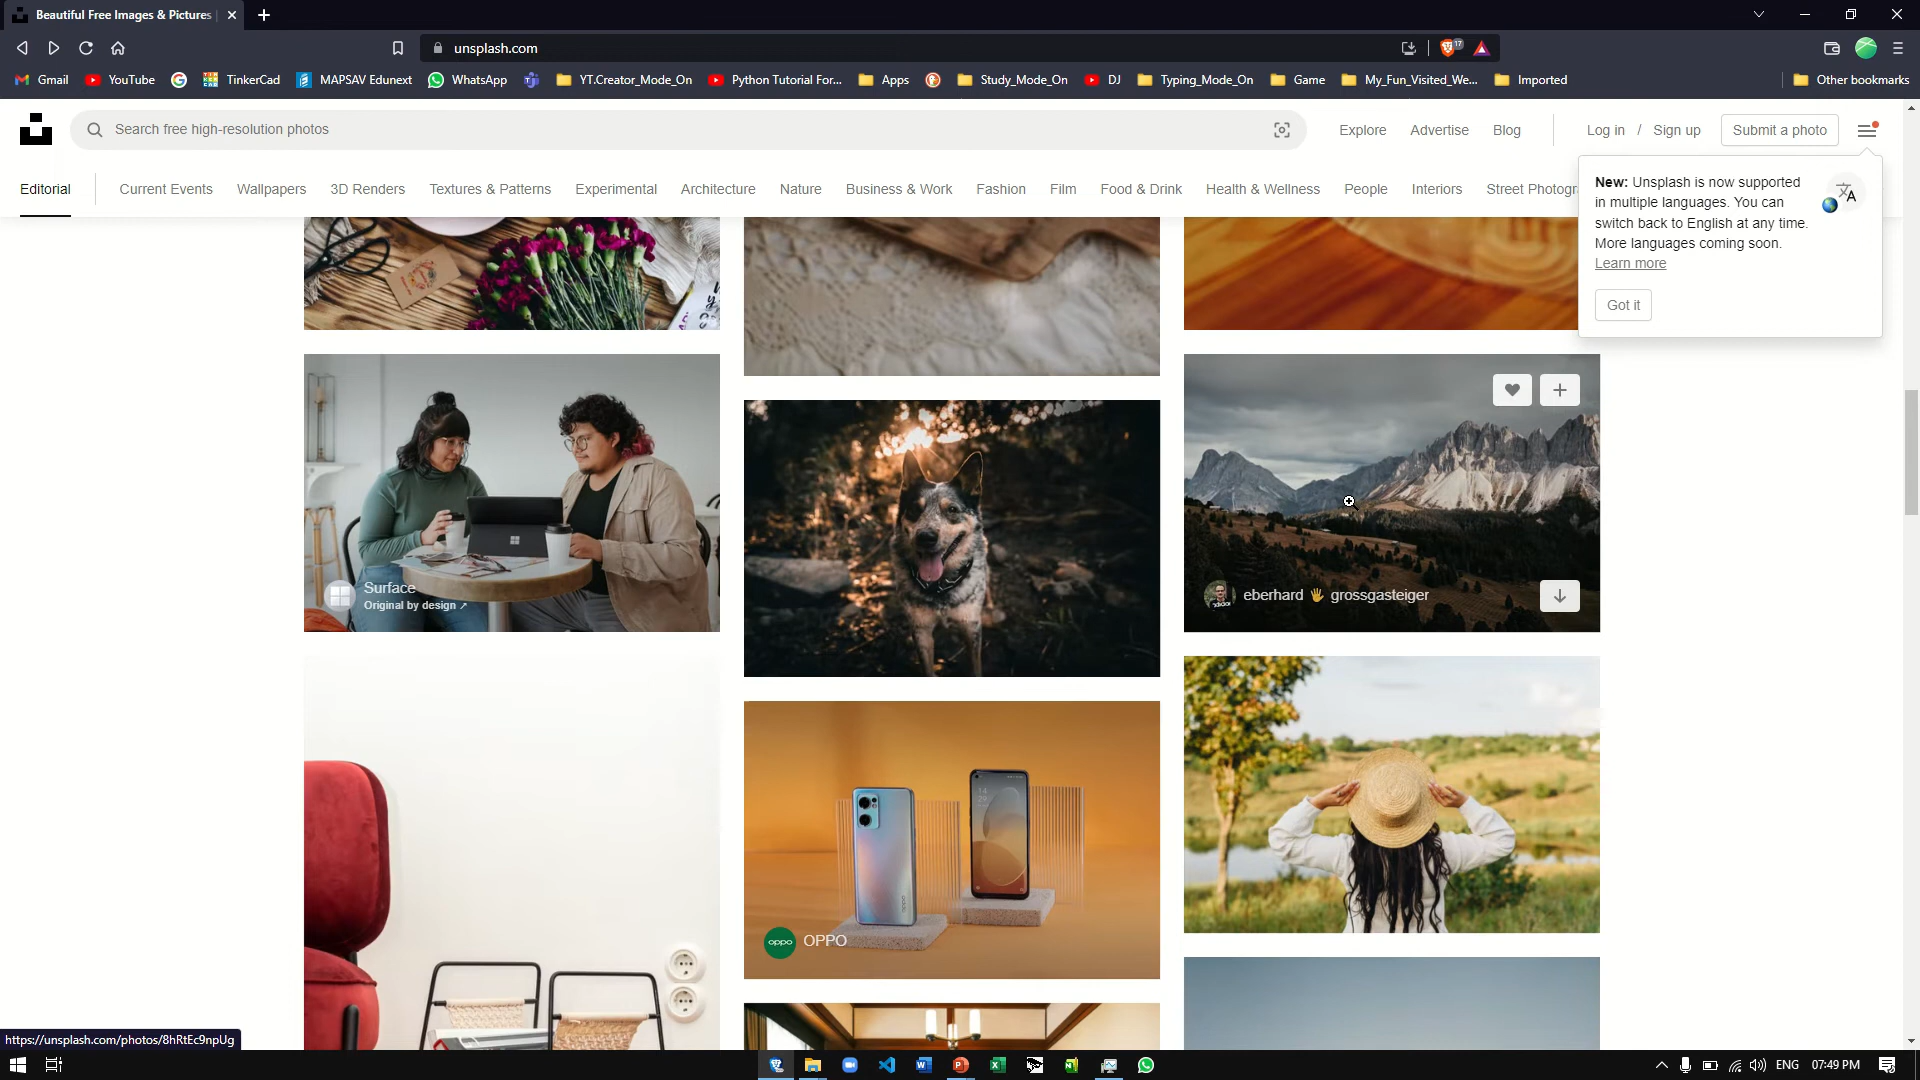 Beautiful Free Images & Pictures
unsplash.com
17
Gmail
YouTube
TinkerCad
MAPSAV Edunext
WhatsApp
YT.Creator_Mode_On
Python Tutorial For...
Apps
Study_Mode_On
DJ
Typing_Mode_On
Game
My_Fun_Visited_We...
Imported
Other bookmarks
Search free high-resolution photos
Explore
Advertise
Blog
Log in / Sign up
Submit a photo
Editorial
Current Events
Wallpapers
3D Renders
Textures & Patterns
Experimental
Architecture
Nature
Business & Work
Fashion
Film
Food & Drink
Health & Wellness
People
Interiors
Street Photogr
New: Unsplash is now supported
in multiple languages. You can
switch back to English at any time.
More languages coming soon.
Learn more
Got it
Surface
Original by design ↗
eberhard 🖐 grossgasteiger
oppo OPPO
https://unsplash.com/photos/8hRtEc9npUg
ENG
07:49 PM